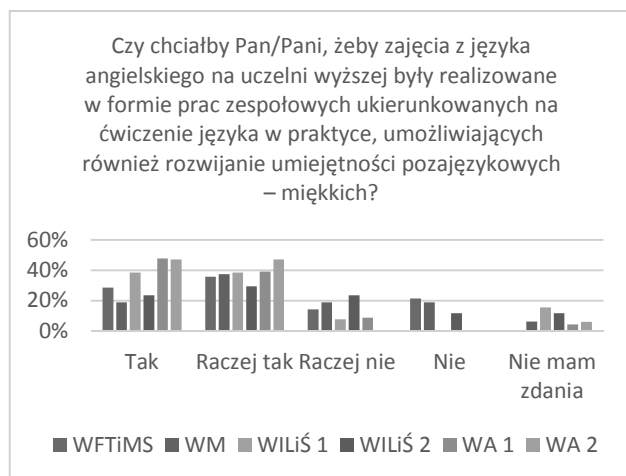 Czy chciałby Pan/Pani, żeby zajęcia z języka
angielskiego na uczelni wyższej były realizowane
w formie prac zespołowych ukierunkowanych na
ćwiczenie języka w praktyce, umożliwiających
również rozwijanie umiejętności pozajęzykowych
– miękkich?
60%
40%
20%
0%
Tak Raczej tak Raczej nie Nie Nie mam
zdania
WFTiMS WM WILiŚ 1 WILiŚ 2 WA 1 WA 2